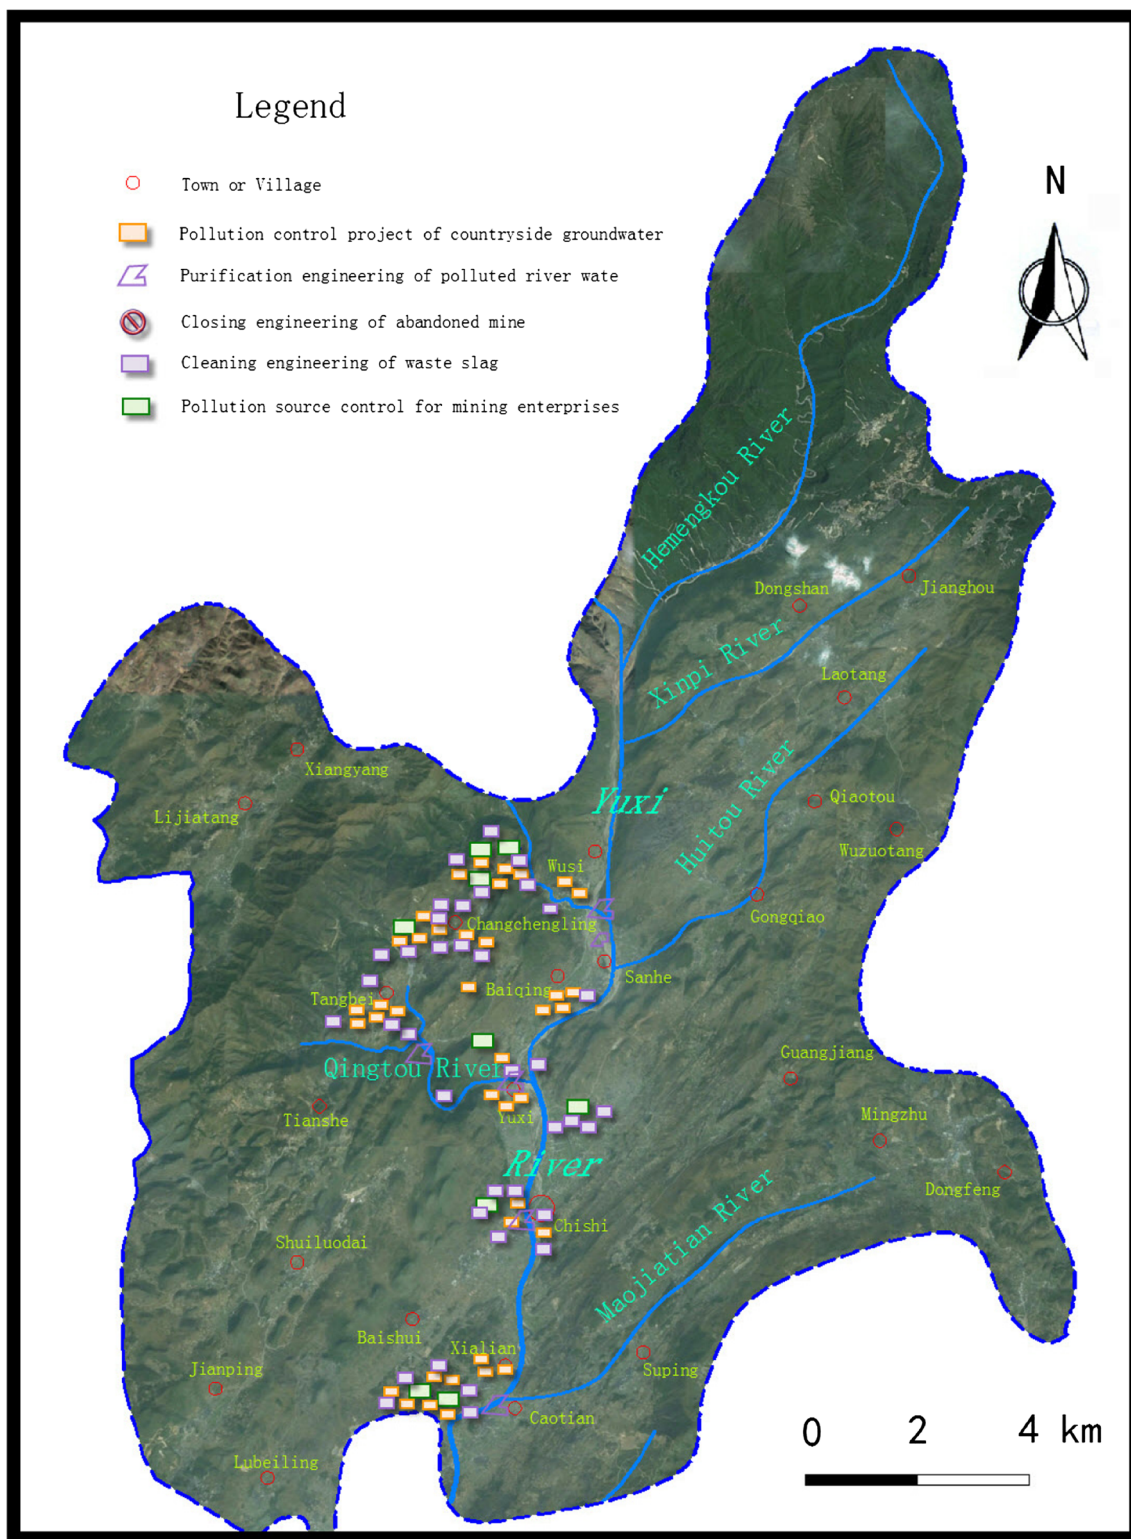 Legend
Town or Village
Pollution control project of countryside groundwater
Purification engineering of polluted river wate
Closing engineering of abandoned mine
Cleaning engineering of waste slag
Pollution source control for mining enterprises
N
Hemengkou River
Dongshan
Jianghou
Xinpi River
Laotang
Xiangyang
Lijiatang
Yuxi
Huitou River
Qiaotou
Wuzuotang
Wusi
Gongqiao
Changchengling
Sanhe
Baiqing
Tangbei
Qingtou River
Guangjiang
Tianshe
Yuxi
Mingzhu
River
Dongfeng
Chishi
Maojiatian River
Shuiluodai
Baishui
Xialian
Suping
Jianping
Caotian
Lubeiling
0 2 4 km